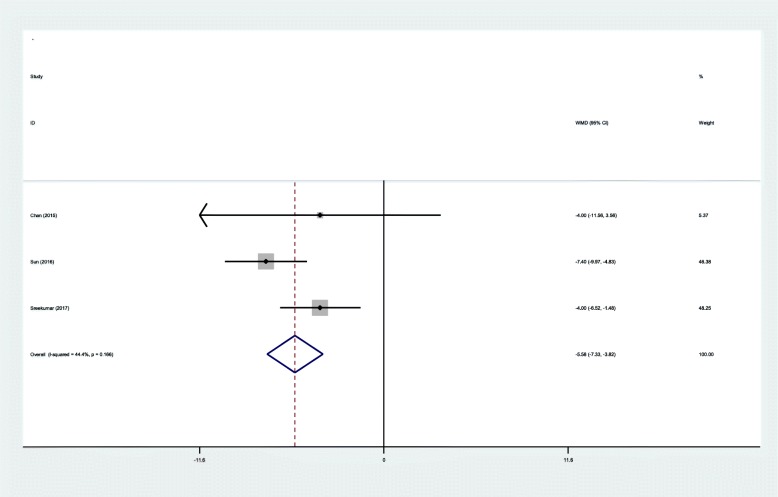 Study %
ID WMD (95% CI) Weight
Chan (2015) -4.00 (-11.56, 3.56) 5.37
Sun (2016) -7.40 (-9.97, -4.83) 46.38
Sreekumar (2017) -4.00 (-6.52, -1.48) 48.25
Overall (I-squared = 44.4%, p = 0.166) -5.58 (-7.33, -3.82) 100.00
-11.6 0 11.6